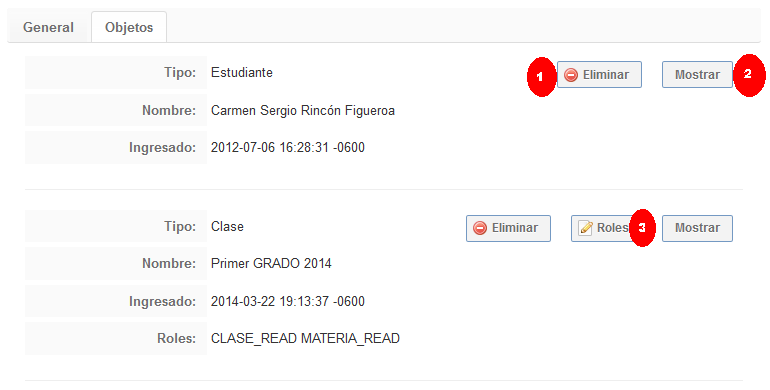 General Objetos
Tipo: Estudiante 1 Eliminar Mostrar 2
Nombre: Carmen Sergio Rincón Figueroa
Ingresado: 2012-07-06 16:28:31 -0600
Tipo: Clase Eliminar Roles 3 Mostrar
Nombre: Primer GRADO 2014
Ingresado: 2014-03-22 19:13:37 -0600
Roles: CLASE_READ MATERIA_READ